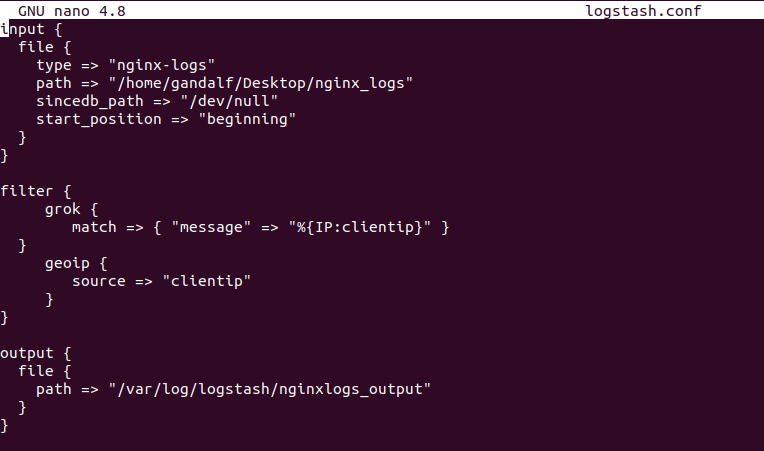 GNU nano 4.8 logstash.conf
input {
  file {
    type => "nginx-logs"
    path => "/home/gandalf/Desktop/nginx_logs"
    sincedb_path => "/dev/null"
    start_position => "beginning"
  }
}

filter {
     grok {
        match => { "message" => "%{IP:clientip}" }
  }
     geoip {
        source => "clientip"
     }
}

output {
  file {
    path => "/var/log/logstash/nginxlogs_output"
  }
}